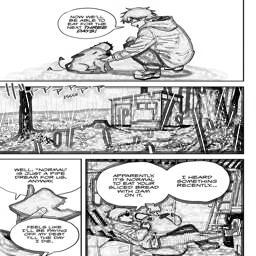 NOW WE'LL
BE ABLE TO
EAT FOR THE
NEXT THREE
DAYS!
I HEARD
SOMETHING
RECENTLY...
APPARENTLY
IT'S NORMAL
TO EAT YOUR
SLICED BREAD
WITH JAM
ON IT.
WELL, "NORMAL"
IS JUST A PIPE
DREAM FOR US,
ANYWAY.
FEELS LIKE
I'LL BE PAYING
OFF MY DEBT
TILL THE DAY
I DIE.